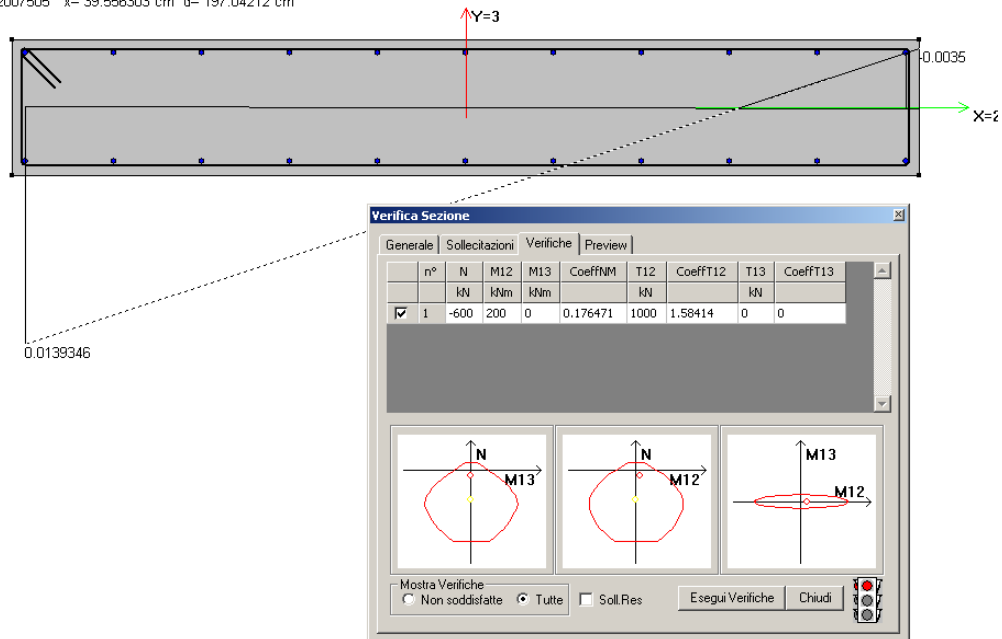 2007505 x= 39.556303 cm d= 197.04212 cm
Y=3
-0.0035
X=2
0.0139346
Verifica Sezione
Generale Sollecitazioni Verifiche Preview
n° N M12 M13 CoeffNM T12 CoeffT12 T13 CoeffT13
kN kNm kNm kN kN
1 -600 200 0 0.176471 1000 1.58414 0 0
N
M13
N
M12
M13
M12
Mostra Verifiche
Non soddisfatte Tutte Soll.Res Esegui Verifiche Chiudi